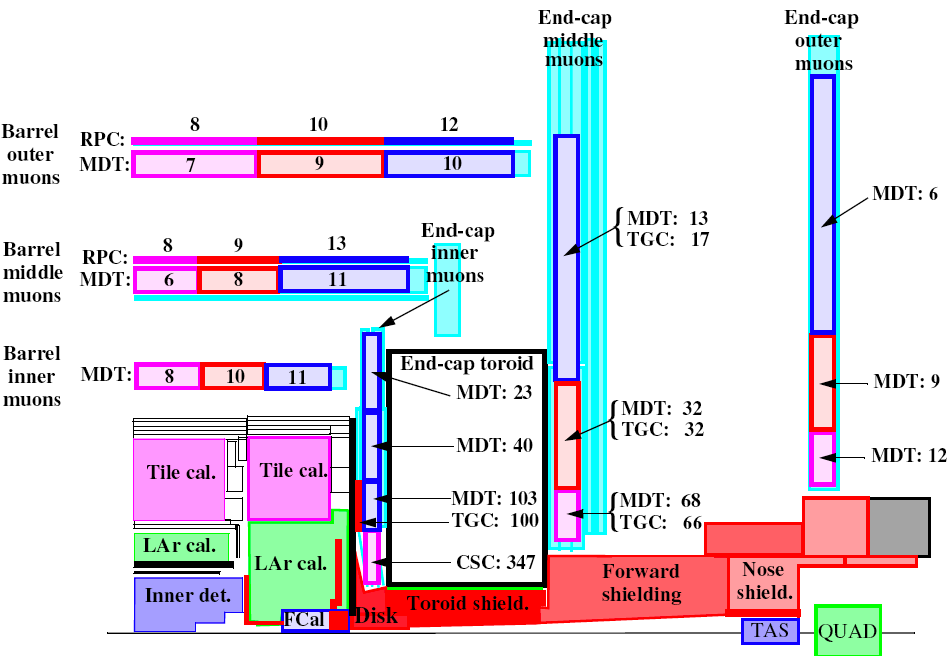 End-cap
middle
muons
End-cap
outer
muons
8 10 12
Barrel
outer
muons
RPC:
MDT: 7 9 10
MDT: 6
MDT: 13
TGC: 17
8 9 13
Barrel
middle
muons
RPC:
MDT: 6 8 11
End-cap
inner
muons
Barrel
inner
muons
MDT: 8 10 11
End-cap toroid
MDT: 23
MDT: 40
MDT: 103
TGC: 100
CSC: 347
MDT: 32
TGC: 32
MDT: 68
TGC: 66
MDT: 9
MDT: 12
Tile cal.
Tile cal.
LAr cal.
LAr cal.
Inner det.
FCal
Disk
Toroid shield.
Forward
shielding
Nose
shield.
TAS
QUAD